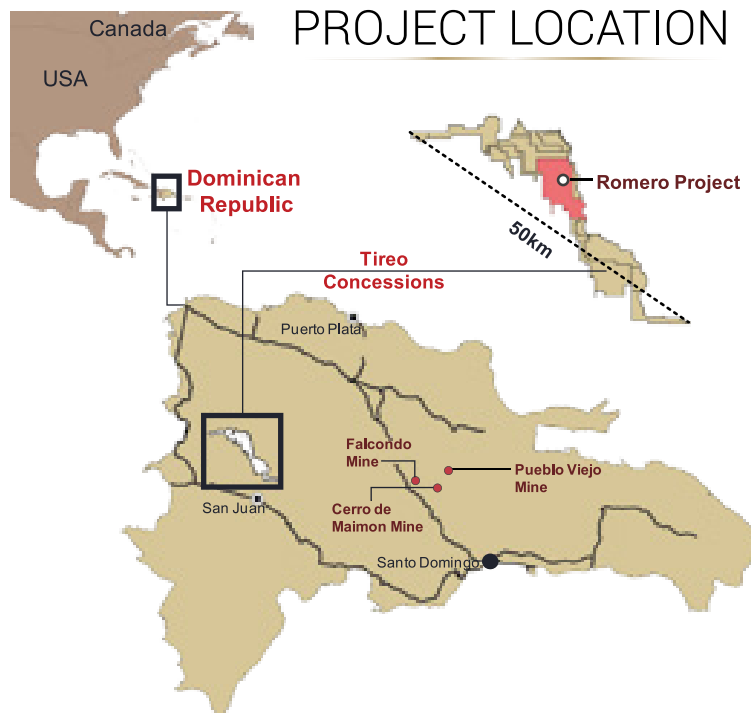 PROJECT LOCATION
Canada
USA
Dominican
Republic
Romero Project
50km
Tireo
Concessions
Puerto Plata
Falcondo
Mine
Pueblo Viejo
Mine
Cerro de
Maimon Mine
San Juan
Santo Domingo